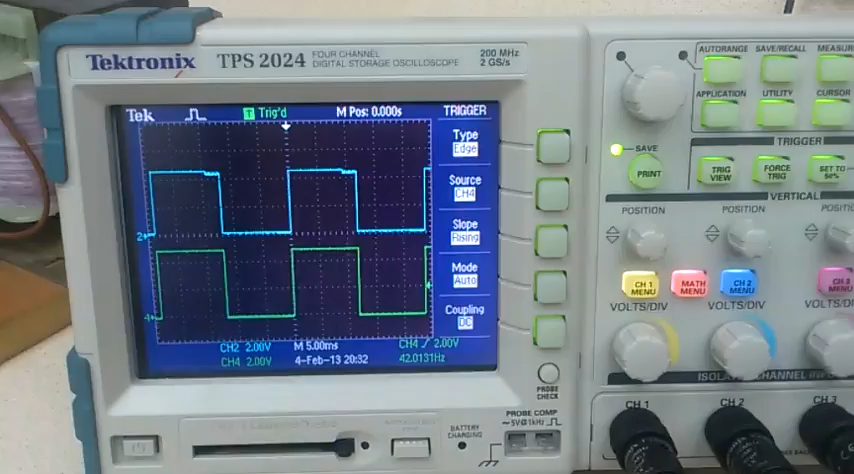 Tektronix TPS 2024 FOUR CHANNEL DIGITAL STORAGE OSCILLOSCOPE 200 MHz 2 GS/s
Tek Trig'd M Pos: 0.000s TRIGGER
Type
Edge
Source
CH4
Slope
Rising
Mode
Auto
Coupling
DC
2
CH2 2.00V M 5.00ms CH4 2.00V
CH4 2.00V 4-Feb-13 20:32 42.0131Hz
AUTORANGE SAVE/RECALL MEASUR
APPLICATION UTILITY CURSOR
SAVE
PRINT
TRIGGER
TRIG VIEW
FORCE TRIG
SET TO 50%
VERTICAL
POSITION POSITION POSITI
CH 1 MENU
MATH MENU
CH 2 MENU
CH 3
VOLTS/DIV VOLTS/DIV VOLTS/D
PROBE CHECK
BATTERY CHARGING
PROBE COMP
~5V@1kHz
CH 1 CH 2 CH 3